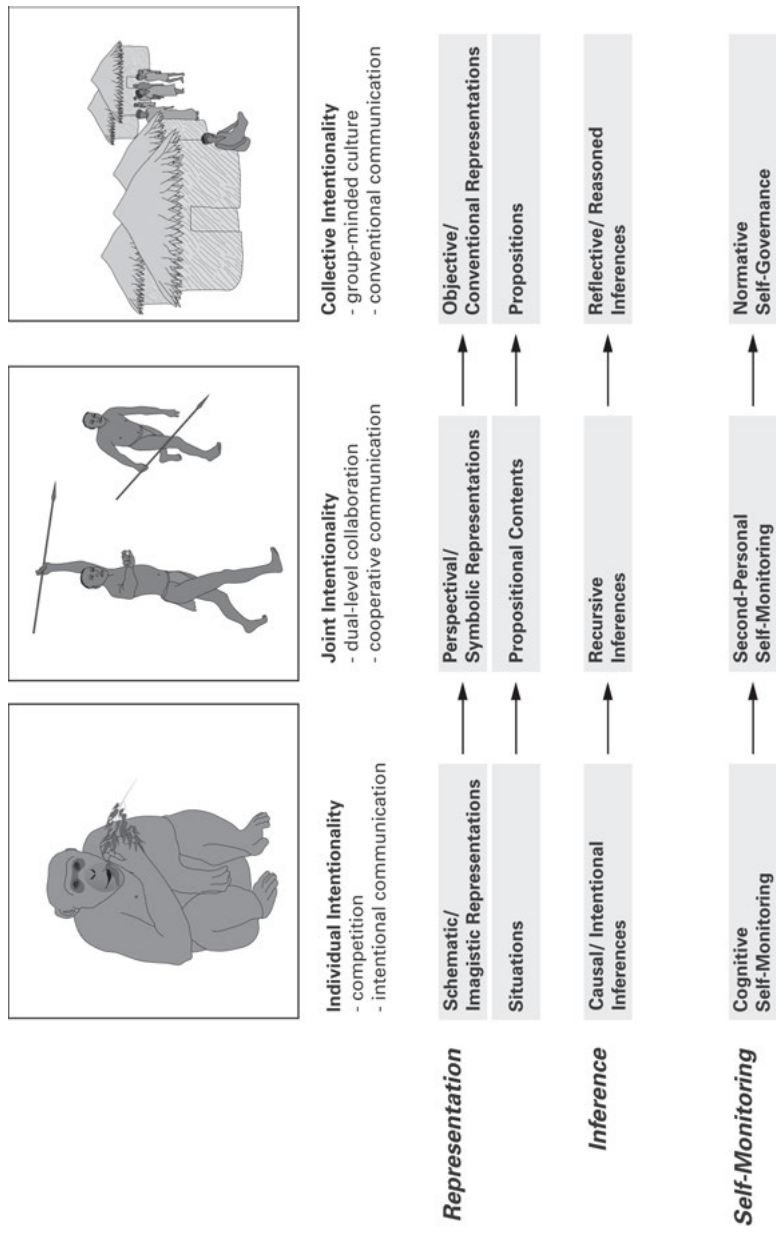 Individual Intentionality
- competition
- intentional communication
Joint Intentionality
- dual-level collaboration
- cooperative communication
Collective Intentionality
- group-minded culture
- conventional communication
Representation
Schematic/
Imagistic Representations
Perspectival/
Symbolic Representations
Objective/
Conventional Representations
Situations
Propositional Contents
Propositions
Inference
Causal/ Intentional
Inferences
Recursive
Inferences
Reflective/ Reasoned
Inferences
Self-Monitoring
Cognitive
Self-Monitoring
Second-Personal
Self-Monitoring
Normative
Self-Governance